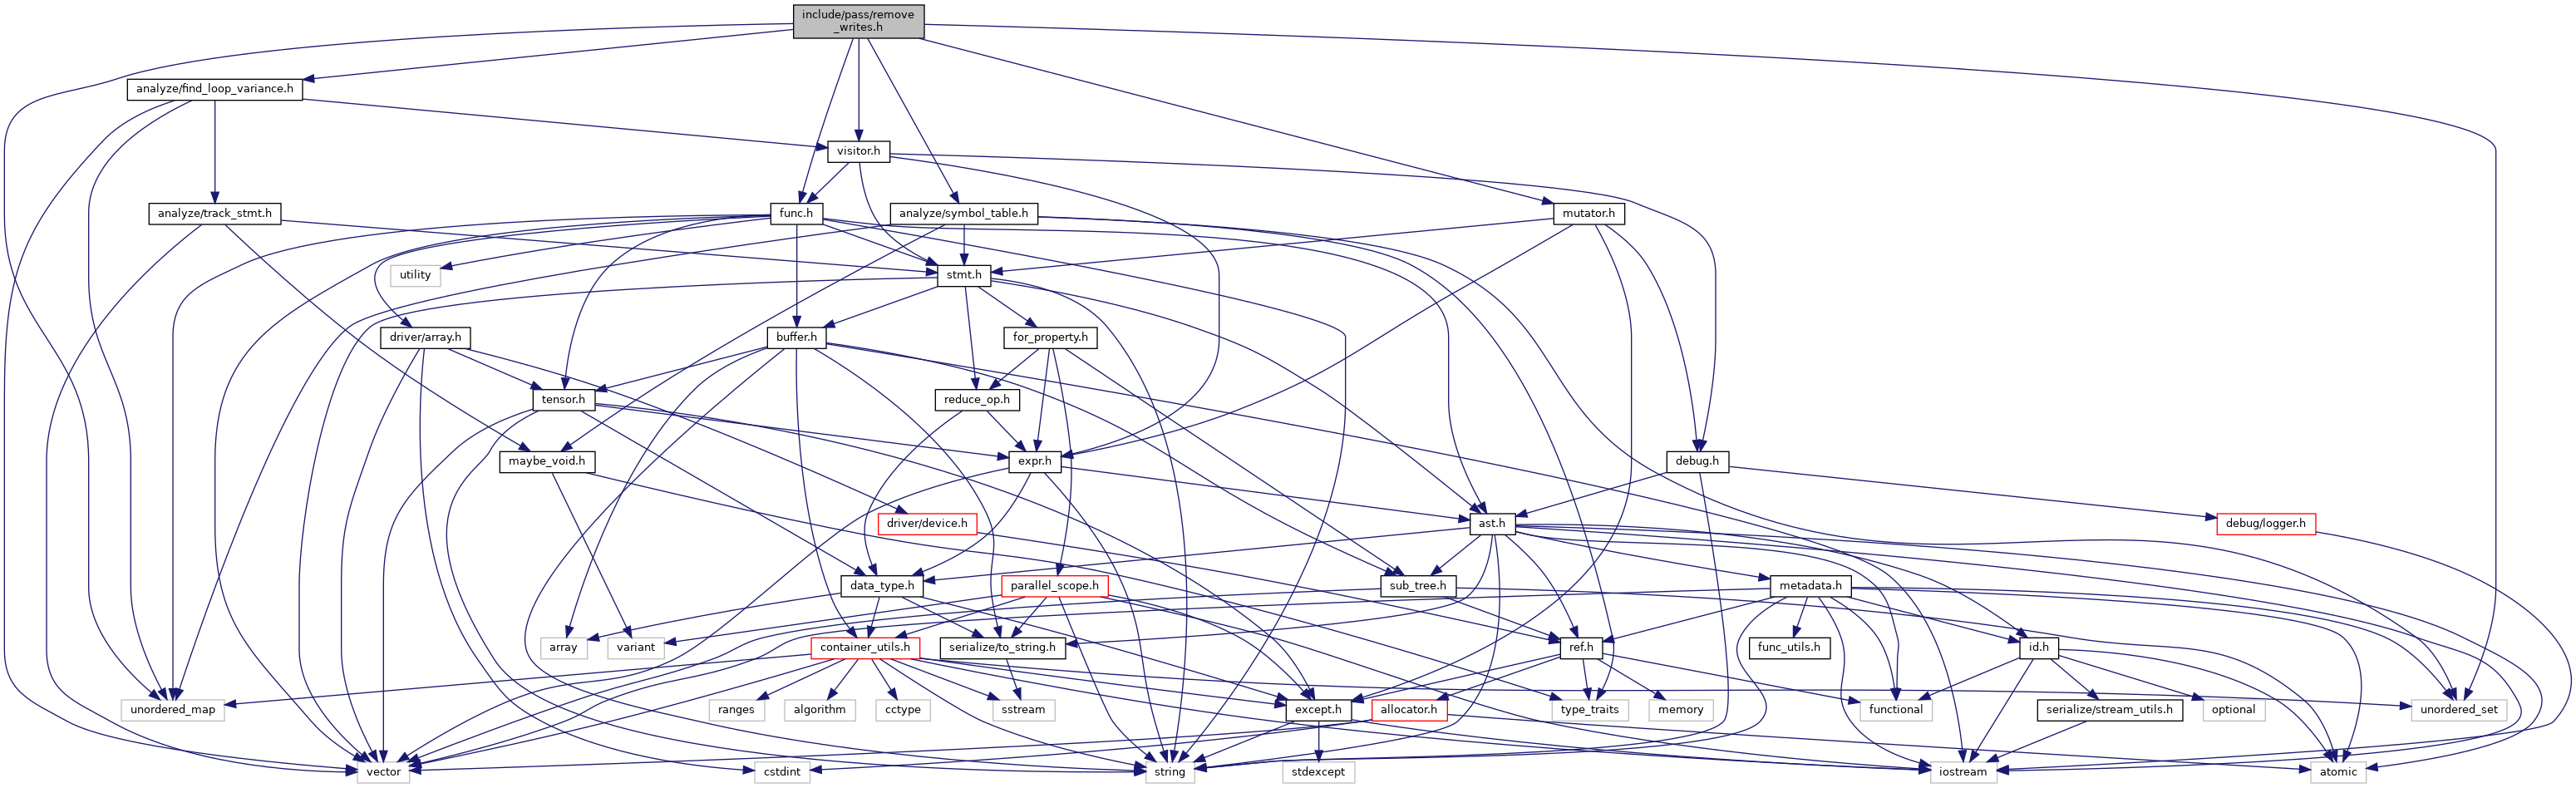 include/pass/remove
_writes.h
analyze/find_loop_variance.h
visitor.h
analyze/track_stmt.h
func.h
analyze/symbol_table.h
mutator.h
utility
stmt.h
driver/array.h
buffer.h
for_property.h
tensor.h
reduce_op.h
maybe_void.h
expr.h
debug.h
driver/device.h
ast.h
debug/logger.h
data_type.h
parallel_scope.h
sub_tree.h
metadata.h
array
variant
container_utils.h
serialize/to_string.h
ref.h
func_utils.h
id.h
unordered_map
ranges
algorithm
cctype
sstream
except.h
allocator.h
type_traits
memory
functional
serialize/stream_utils.h
optional
unordered_set
vector
cstdint
string
stdexcept
iostream
atomic